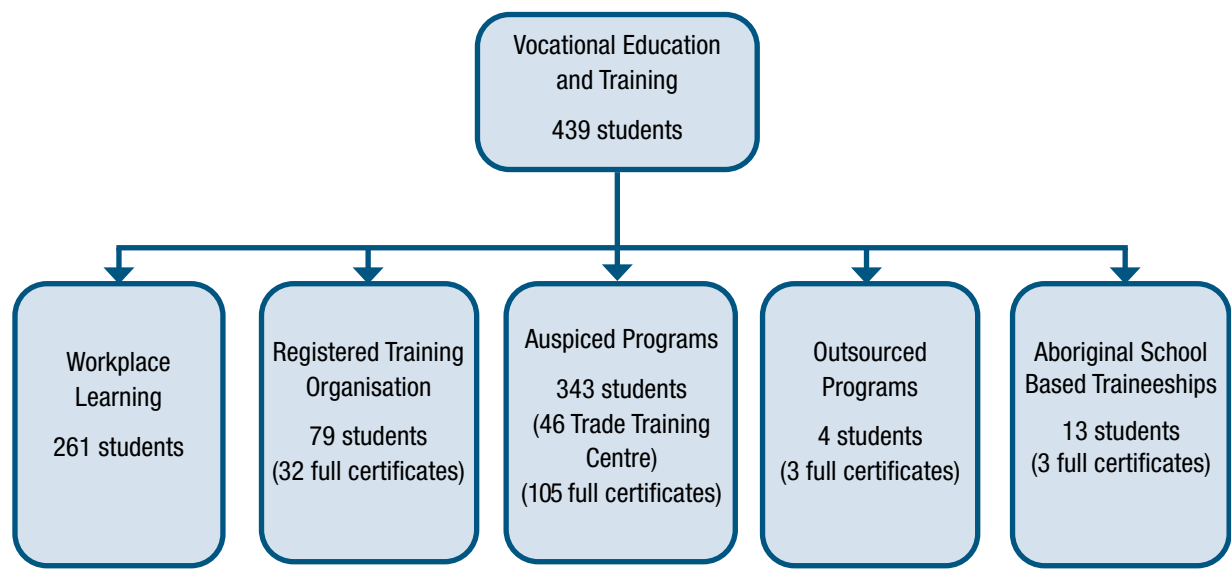 Vocational Education
and Training
439 students
Workplace
Learning
261 students
Registered Training
Organisation
79 students
(32 full certificates)
Auspiced Programs
343 students
(46 Trade Training
Centre)
(105 full certificates)
Outsourced
Programs
4 students
(3 full certificates)
Aboriginal School
Based Traineeships
13 students
(3 full certificates)